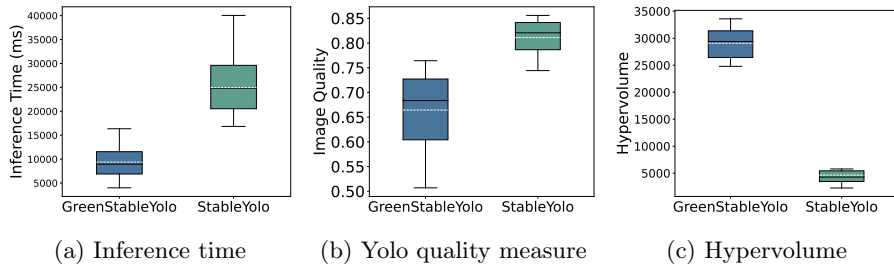 Inference Time (ms)
40000
35000
30000
25000
20000
15000
10000
5000
GreenStableYolo StableYolo
Image Quality
0.85
0.80
0.75
0.70
0.65
0.60
0.55
0.50
GreenStableYolo StableYolo
Hypervolume
35000
30000
25000
20000
15000
10000
5000
GreenStableYolo StableYolo
(a) Inference time
(b) Yolo quality measure
(c) Hypervolume